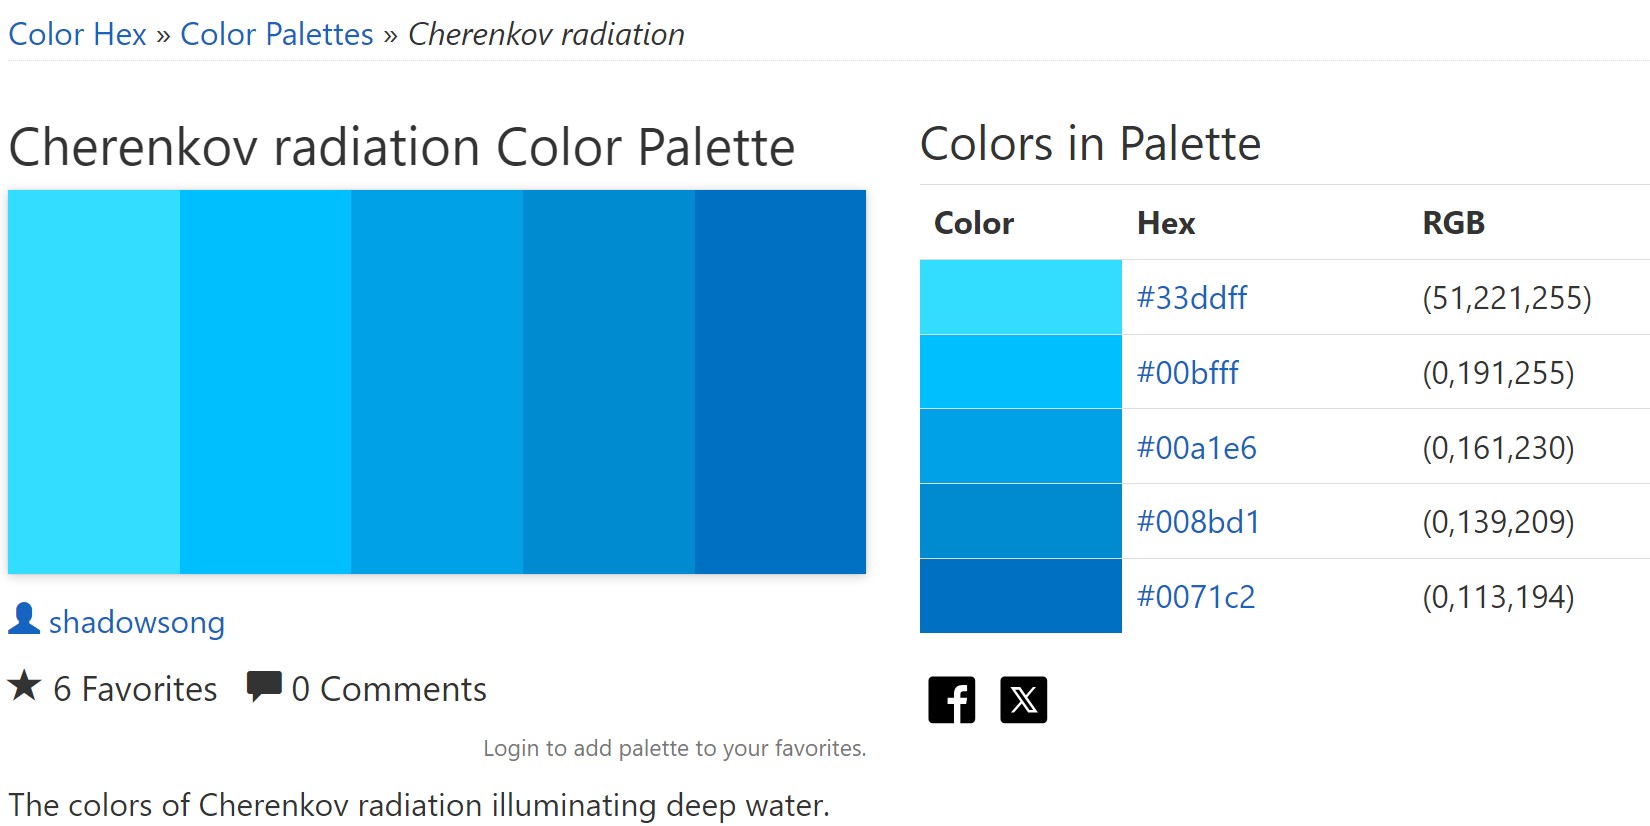 Color Hex » Color Palettes » Cherenkov radiation
Cherenkov radiation Color Palette
shadowsong
6 Favorites 0 Comments
Login to add palette to your favorites.
The colors of Cherenkov radiation illuminating deep water.
Colors in Palette
Color Hex RGB
#33ddff (51,221,255)
#00bfff (0,191,255)
#00a1e6 (0,161,230)
#008bd1 (0,139,209)
#0071c2 (0,113,194)